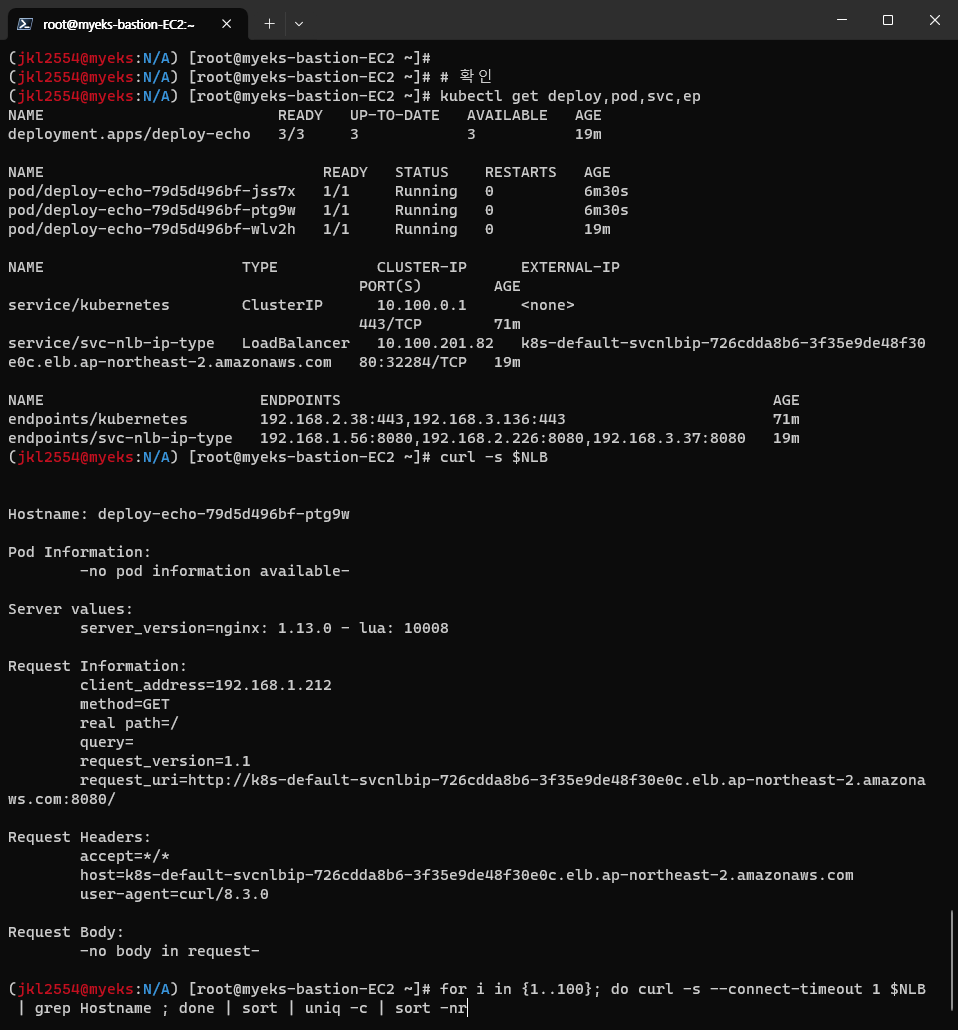 root@myeks-bastion-EC2:~
(jkl2554@myeks:N/A) [root@myeks-bastion-EC2 ~]#
(jkl2554@myeks:N/A) [root@myeks-bastion-EC2 ~]# # 확인
(jkl2554@myeks:N/A) [root@myeks-bastion-EC2 ~]# kubectl get deploy,pod,svc,ep
NAME                          READY   UP-TO-DATE   AVAILABLE   AGE
deployment.apps/deploy-echo   3/3     3            3           19m

NAME                               READY   STATUS    RESTARTS   AGE
pod/deploy-echo-79d5d496bf-jss7x   1/1     Running   0          6m30s
pod/deploy-echo-79d5d496bf-ptg9w   1/1     Running   0          6m30s
pod/deploy-echo-79d5d496bf-wlv2h   1/1     Running   0          19m

NAME                      TYPE           CLUSTER-IP      EXTERNAL-IP
                                       PORT(S)        AGE
service/kubernetes        ClusterIP      10.100.0.1      <none>
                                       443/TCP        71m
service/svc-nlb-ip-type   LoadBalancer   10.100.201.82   k8s-default-svcnlbip-726cdda8b6-3f35e9de48f30
e0c.elb.ap-northeast-2.amazonaws.com   80:32284/TCP   19m

NAME                        ENDPOINTS                                                AGE
endpoints/kubernetes        192.168.2.38:443,192.168.3.136:443                       71m
endpoints/svc-nlb-ip-type   192.168.1.56:8080,192.168.2.226:8080,192.168.3.37:8080   19m
(jkl2554@myeks:N/A) [root@myeks-bastion-EC2 ~]# curl -s $NLB

Hostname: deploy-echo-79d5d496bf-ptg9w

Pod Information:
        -no pod information available-

Server values:
        server_version=nginx: 1.13.0 - lua: 10008

Request Information:
        client_address=192.168.1.212
        method=GET
        real path=/
        query=
        request_version=1.1
        request_uri=http://k8s-default-svcnlbip-726cdda8b6-3f35e9de48f30e0c.elb.ap-northeast-2.amazona
ws.com:8080/

Request Headers:
        accept=*/*
        host=k8s-default-svcnlbip-726cdda8b6-3f35e9de48f30e0c.elb.ap-northeast-2.amazonaws.com
        user-agent=curl/8.3.0

Request Body:
        -no body in request-

(jkl2554@myeks:N/A) [root@myeks-bastion-EC2 ~]# for i in {1..100}; do curl -s --connect-timeout 1 $NLB
 | grep Hostname ; done | sort | uniq -c | sort -nr